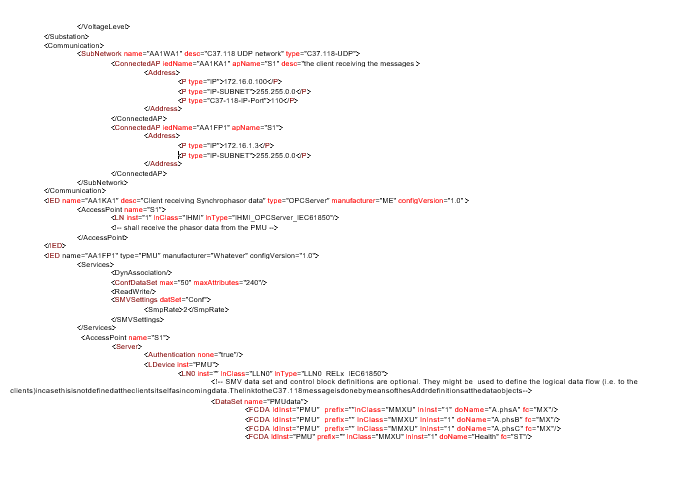 </VoltageLevel>
</Substation>
<Communication>
<SubNetwork name="AA1WA1" desc="C37.118 UDP network" type="C37.118-UDP">
<ConnectedAP iedName="AA1KA1" apName="S1" desc="the client receiving the messages >
<Address>
<P type="IP">172.16.0.100</P>
<P type="IP-SUBNET">255.255.0.0</P>
<P type="C37-118-IP-Port">110</P>
</Address>
</ConnectedAP>
<ConnectedAP iedName="AA1FP1" apName="S1">
<Address>
<P type="IP">172.16.1.3</P>
<P type="IP-SUBNET">255.255.0.0</P>
</Address>
</ConnectedAP>
</SubNetwork>
</Communication>
<IED name="AA1KA1" desc="Client receiving Synchrophasor data" type="OPCServer" manufacturer="ME" configVersion="1.0" >
<AccessPoint name="S1">
<LN inst="1" lnClass="IHMI" lnType="IHMI_OPCServer_IEC61850"/>
<!-- shall receive the phasor data from the PMU -->
</AccessPoint>
</IED>
<IED name="AA1FP1" type="PMU" manufacturer="Whatever" configVersion="1.0">
<Services>
<DynAssociation/>
<ConfDataSet max="50" maxAttributes="240"/>
<ReadWrite/>
<SMVSettings datSet="Conf">
<SmpRate>2</SmpRate>
</SMVSettings>
</Services>
<AccessPoint name="S1">
<Server>
<Authentication none="true"/>
<LDevice inst="PMU">
<LN0 inst="" lnClass="LLN0" lnType="LLN0_RELx_IEC61850">
<!-- SMV data set and control block definitions are optional. They might be used to define the logical data flow (i.e. to the
clients)incasethisisnotdefinedattheclientsitselfasincomingdata.ThelinktotheC37.118messageisdonebymeansofthesAddrdefinitionsatthedataobjects-->
<DataSet name="PMUdata">
<FCDA ldInst="PMU" prefix=""lnClass="MMXU" lnInst="1" doName="A.phsA" fc="MX"/>
<FCDA ldInst="PMU" prefix="" lnClass="MMXU" lnInst="1" doName="A.phsB" fc="MX"/>
<FCDA ldInst="PMU" prefix="" lnClass="MMXU" lnInst="1" doName="A.phsC" fc="MX"/>
<FCDA ldInst="PMU" prefix="" lnClass="MMXU" lnInst="1" doName="Health" fc="ST"/>